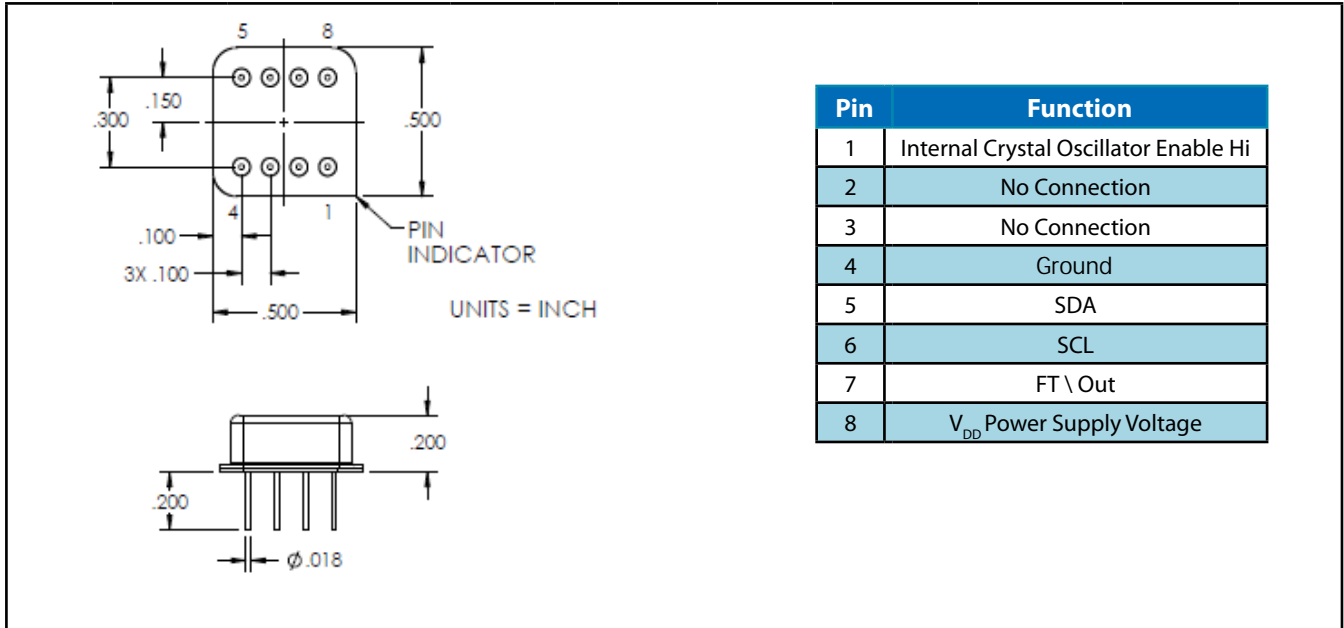 5 8
.150
.300
.500
4 1
.100
PIN
INDICATOR
3X .100
.500
UNITS = INCH
.200
.200
ϕ.018
Pin Function
1 Internal Crystal Oscillator Enable Hi
2 No Connection
3 No Connection
4 Ground
5 SDA
6 SCL
7 FT \ Out
8 VDD Power Supply Voltage